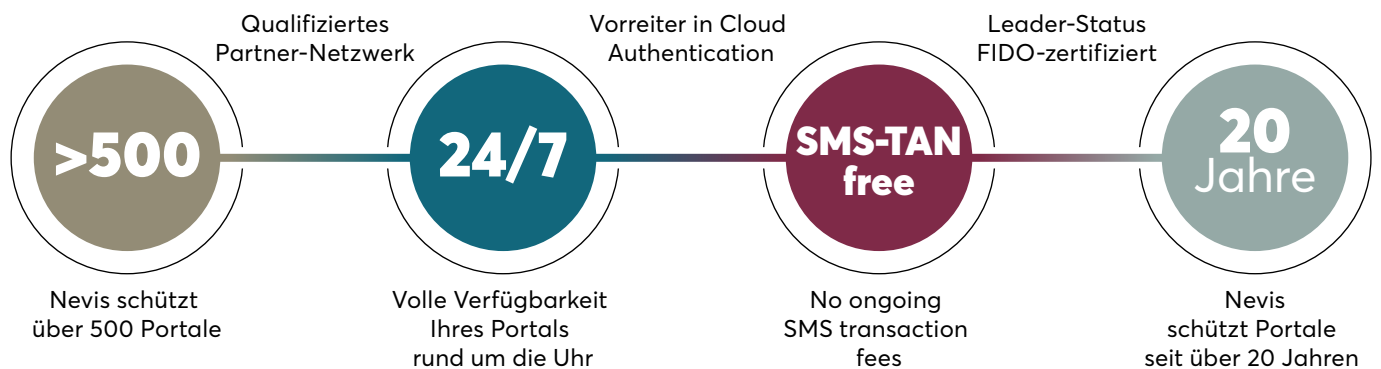 Qualifiziertes
Partner-Netzwerk
Vorreiter in Cloud
Authentication
Leader-Status
FIDO-zertifiziert
>500
24/7
SMS-TAN
free
20
Jahre
Nevis schützt
über 500 Portale
Volle Verfügbarkeit
Ihres Portals
rund um die Uhr
No ongoing
SMS transaction
fees
Nevis
schützt Portale
seit über 20 Jahren